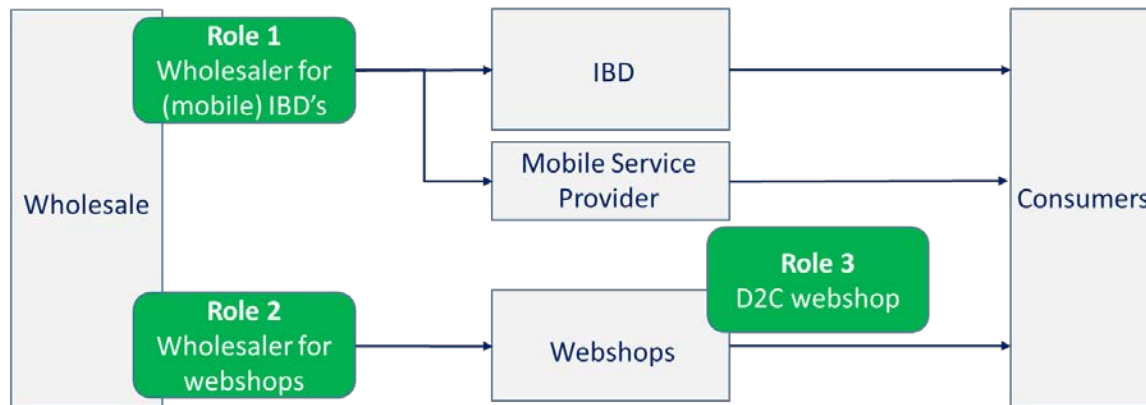 Wholesale
Role 1
Wholesaler for
(mobile) IBD's
Role 2
Wholesaler for
webshops
IBD
Mobile Service
Provider
Webshops
Role 3
D2C webshop
Consumers